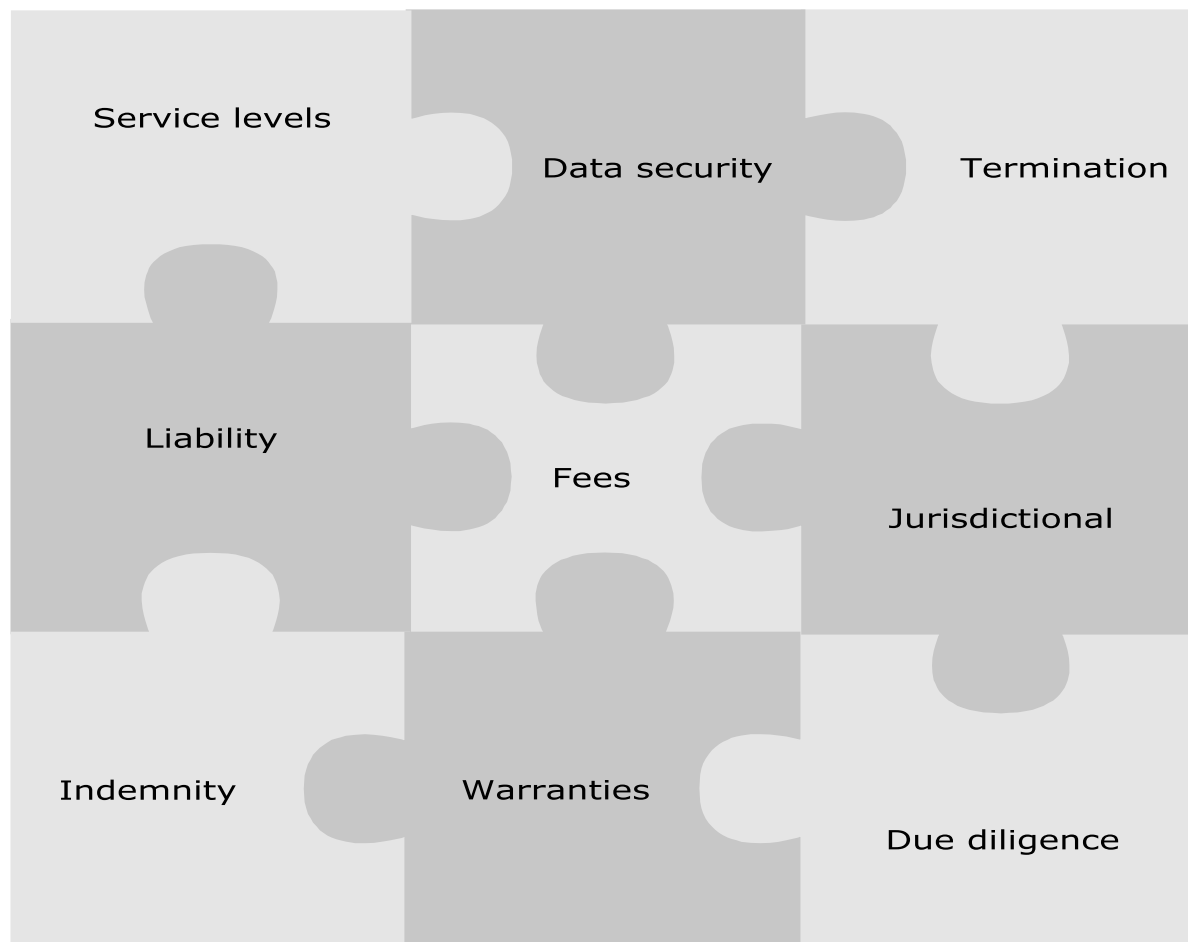 Service levels
Data security
Termination
Liability
Fees
Jurisdictional
Indemnity
Warranties
Due diligence